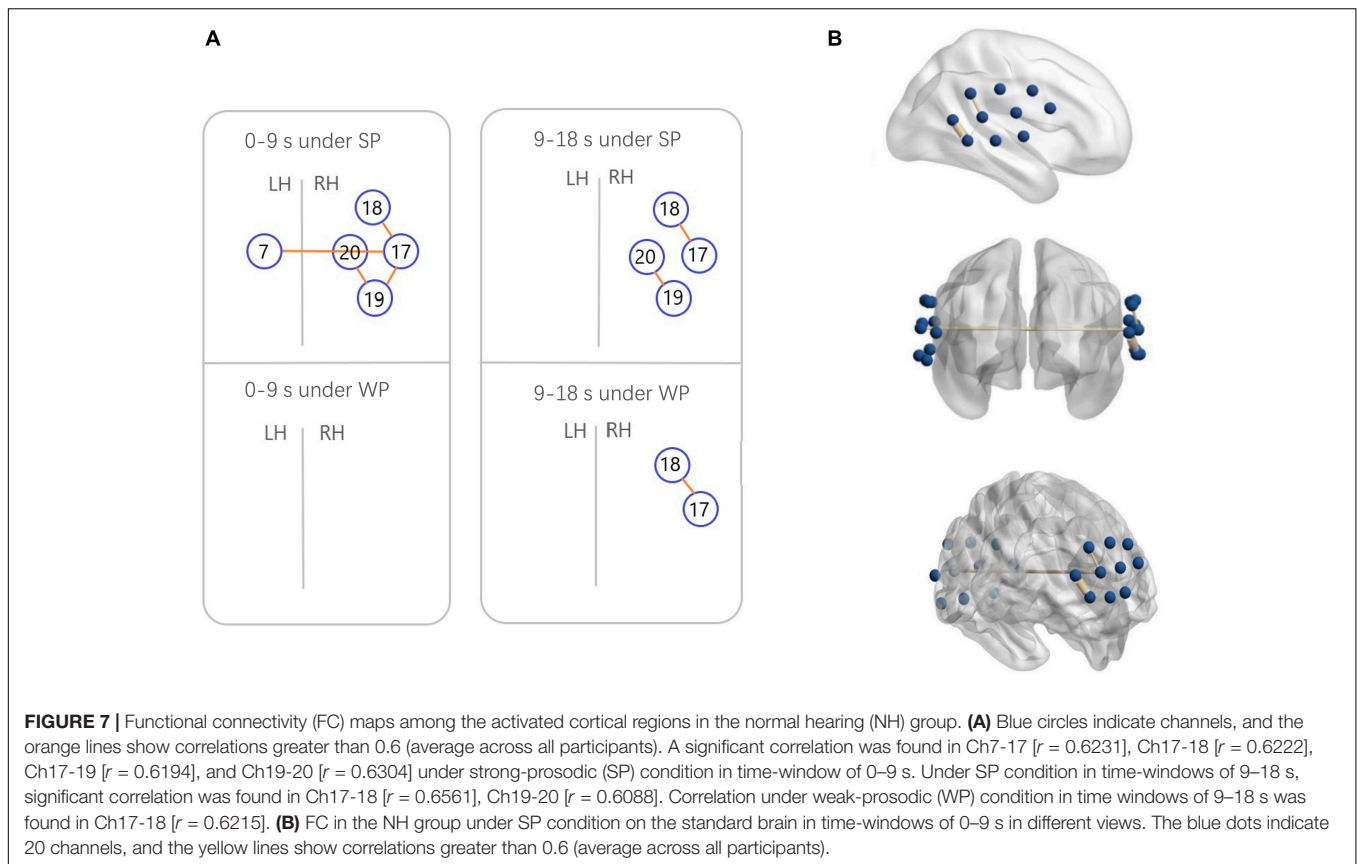 A
B
0-9 s under SP
LH RH
18
7
20
17
19
9-18 s under SP
LH RH
18
20
17
19
0-9 s under WP
LH RH
9-18 s under WP
LH RH
18
17
FIGURE 7 | Functional connectivity (FC) maps among the activated cortical regions in the normal hearing (NH) group. (A) Blue circles indicate channels, and the
orange lines show correlations greater than 0.6 (average across all participants). A significant correlation was found in Ch7-17 [r = 0.6231], Ch17-18 [r = 0.6222],
Ch17-19 [r = 0.6194], and Ch19-20 [r = 0.6304] under strong-prosodic (SP) condition in time-window of 0–9 s. Under SP condition in time-windows of 9–18 s,
significant correlation was found in Ch17-18 [r = 0.6561], Ch19-20 [r = 0.6088]. Correlation under weak-prosodic (WP) condition in time windows of 9–18 s was
found in Ch17-18 [r = 0.6215]. (B) FC in the NH group under SP condition on the standard brain in time-windows of 0–9 s in different views. The blue dots indicate
20 channels, and the yellow lines show correlations greater than 0.6 (average across all participants).